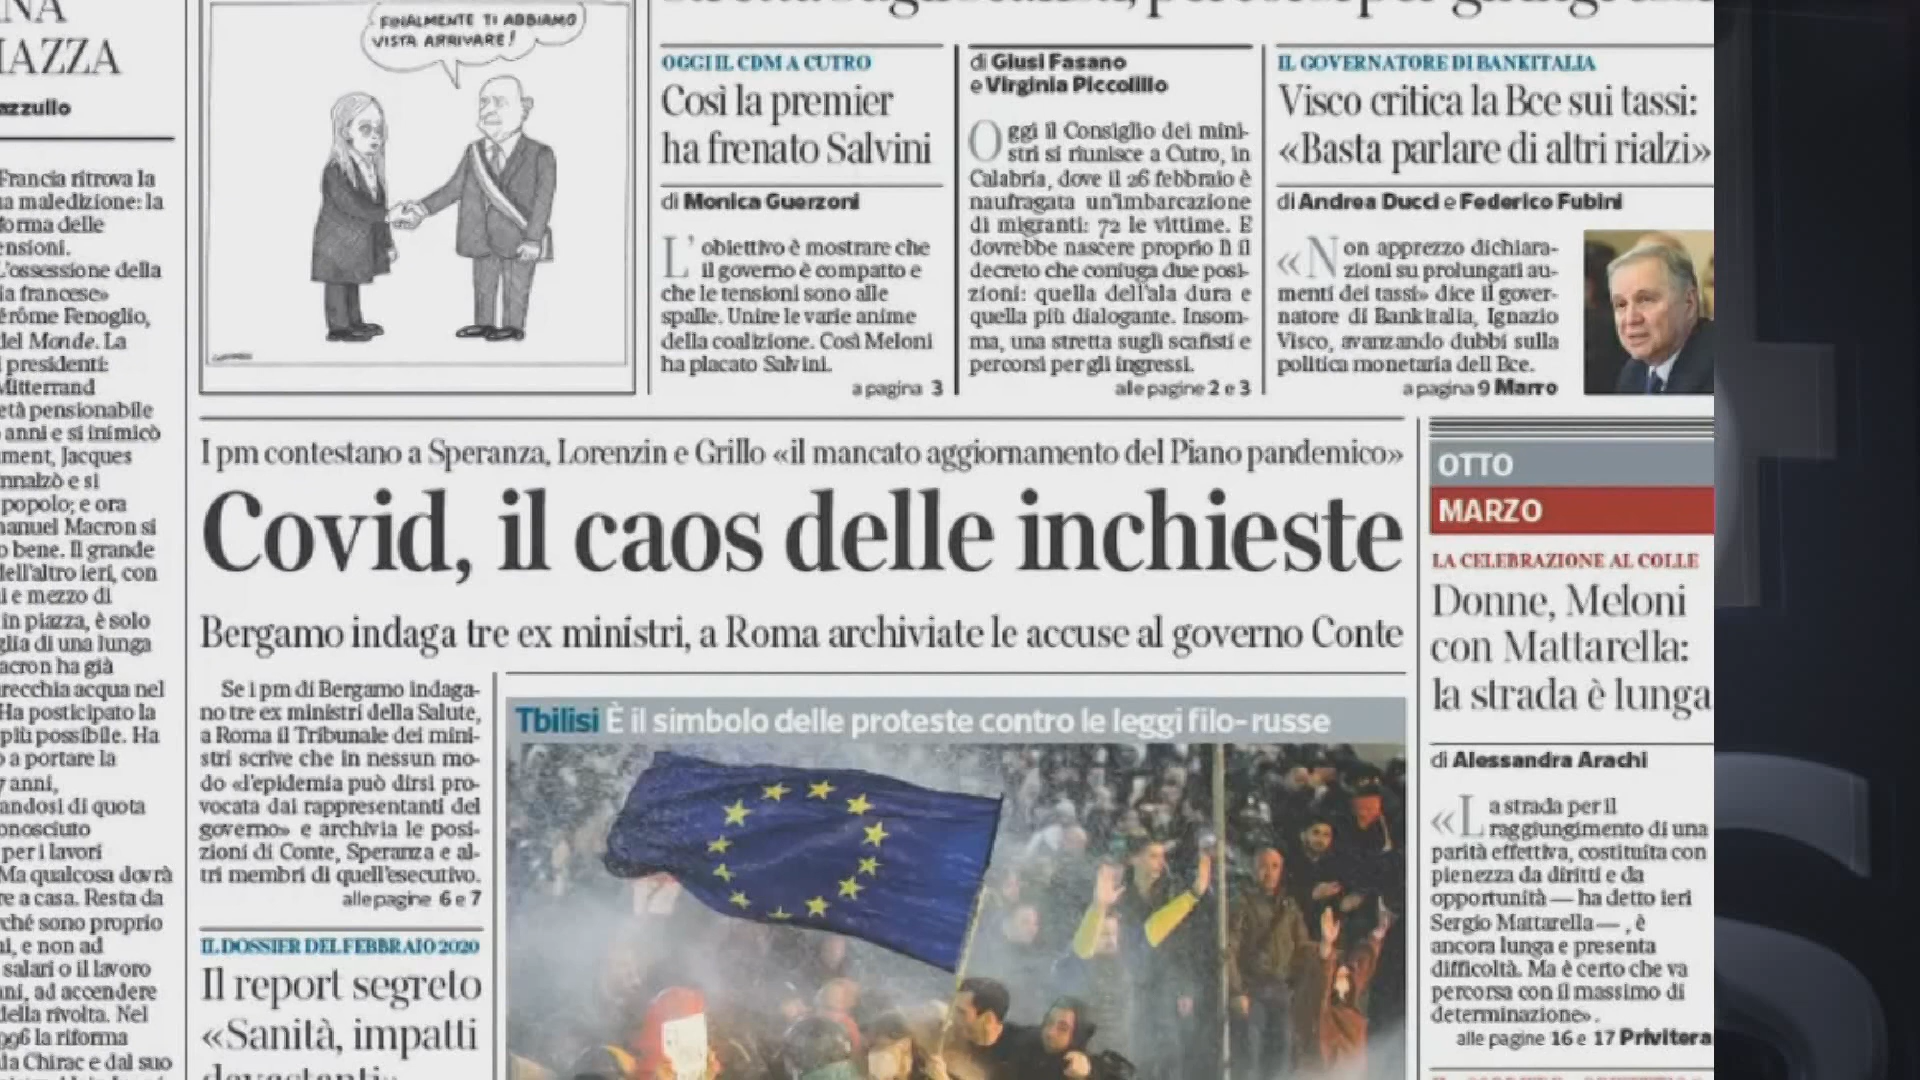 IAZZA
azzullo
Francia ritrova la
a maledizione: la
forma delle
ensioni.
L'ossessione della
ia francese»
érôme Fenoglio,
del Monde. La
i presidenti:
Mitterrand
età pensionabile
anni e si inimicò
ment, Jacques
nnalzò e si
popolo; e ora
manuel Macron si
o bene. Il grande
dell'altro ieri, con
i e mezzo di
in piazza, è solo
glia di una lunga
acron ha già
recchia acqua nel
Ha posticipato la
più possibile. Ha
o a portare la
7 anni,
andosi di quota
onosciuto
per i lavori
Ma qualcosa dovrà
re a casa. Resta da
ché sono proprio
ni, e non ad
salari o il lavoro
ani, ad accendere
della rivolta. Nel
996 la riforma
la Chirac e dal suo
FINALMENTE TI ABBIAMO
VISTA ARRIVARE!
OGGI IL CDM A CUTRO
Così la premier
ha frenato Salvini
di Monica Guerzoni
L'obiettivo è mostrare che
il governo è compatto e
che le tensioni sono alle
spalle. Unire le varie anime
della coalizione. Così Meloni
ha placato Salvini.
a pagina 3
di Giusi Fasano
e Virginia Piccolillo
Oggi il Consiglio dei mini-
stri si riunisce a Cutro, in
Calabria, dove il 26 febbraio è
naufragata un'imbarcazione
di migranti: 72 le vittime. E
dovrebbe nascere proprio lì il
decreto che coniuga due posi-
zioni: quella dell'ala dura e
quella più dialogante. Insom-
ma, una stretta sugli scafisti e
percorsi per gli ingressi.
alle pagine 2 e 3
IL GOVERNATORE DI BANKITALIA
Visco critica la Bce sui tassi:
«Basta parlare di altri rialzi»
di Andrea Ducci e Federico Fubini
«Non apprezzo dichiara-
zioni su prolungati au-
menti dei tassi» dice il gover-
natore di Bankitalia, Ignazio
Visco, avanzando dubbi sulla
politica monetaria dell Bce.
a pagina 9 Marro
I pm contestano a Speranza, Lorenzin e Grillo «il mancato aggiornamento del Piano pandemico»
Covid, il caos delle inchieste
Bergamo indaga tre ex ministri, a Roma archiviate le accuse al governo Conte
Se i pm di Bergamo indaga-
no tre ex ministri della Salute,
a Roma il Tribunale dei mini-
stri scrive che in nessun mo-
do «l'epidemia può dirsi pro-
vocata dai rappresentanti del
governo» e archivia le posi-
zioni di Conte, Speranza e al-
tri membri di quell'esecutivo.
alle pagine 6 e 7
IL DOSSIER DEL FEBBRAIO 2020
Il report segreto
«Sanità, impatti
devastanti»
Tbilisi È il simbolo delle proteste contro le leggi filo-russe
OTTO
MARZO
LA CELEBRAZIONE AL COLLE
Donne, Meloni
con Mattarella:
la strada è lunga
di Alessandra Arachi
«La strada per il
raggiungimento di una
parità effettiva, costituita con
pienezza da diritti e da
opportunità — ha detto ieri
Sergio Mattarella — , è
ancora lunga e presenta
difficoltà. Ma è certo che va
percorsa con il massimo di
determinazione».
alle pagine 16 e 17 Privitera